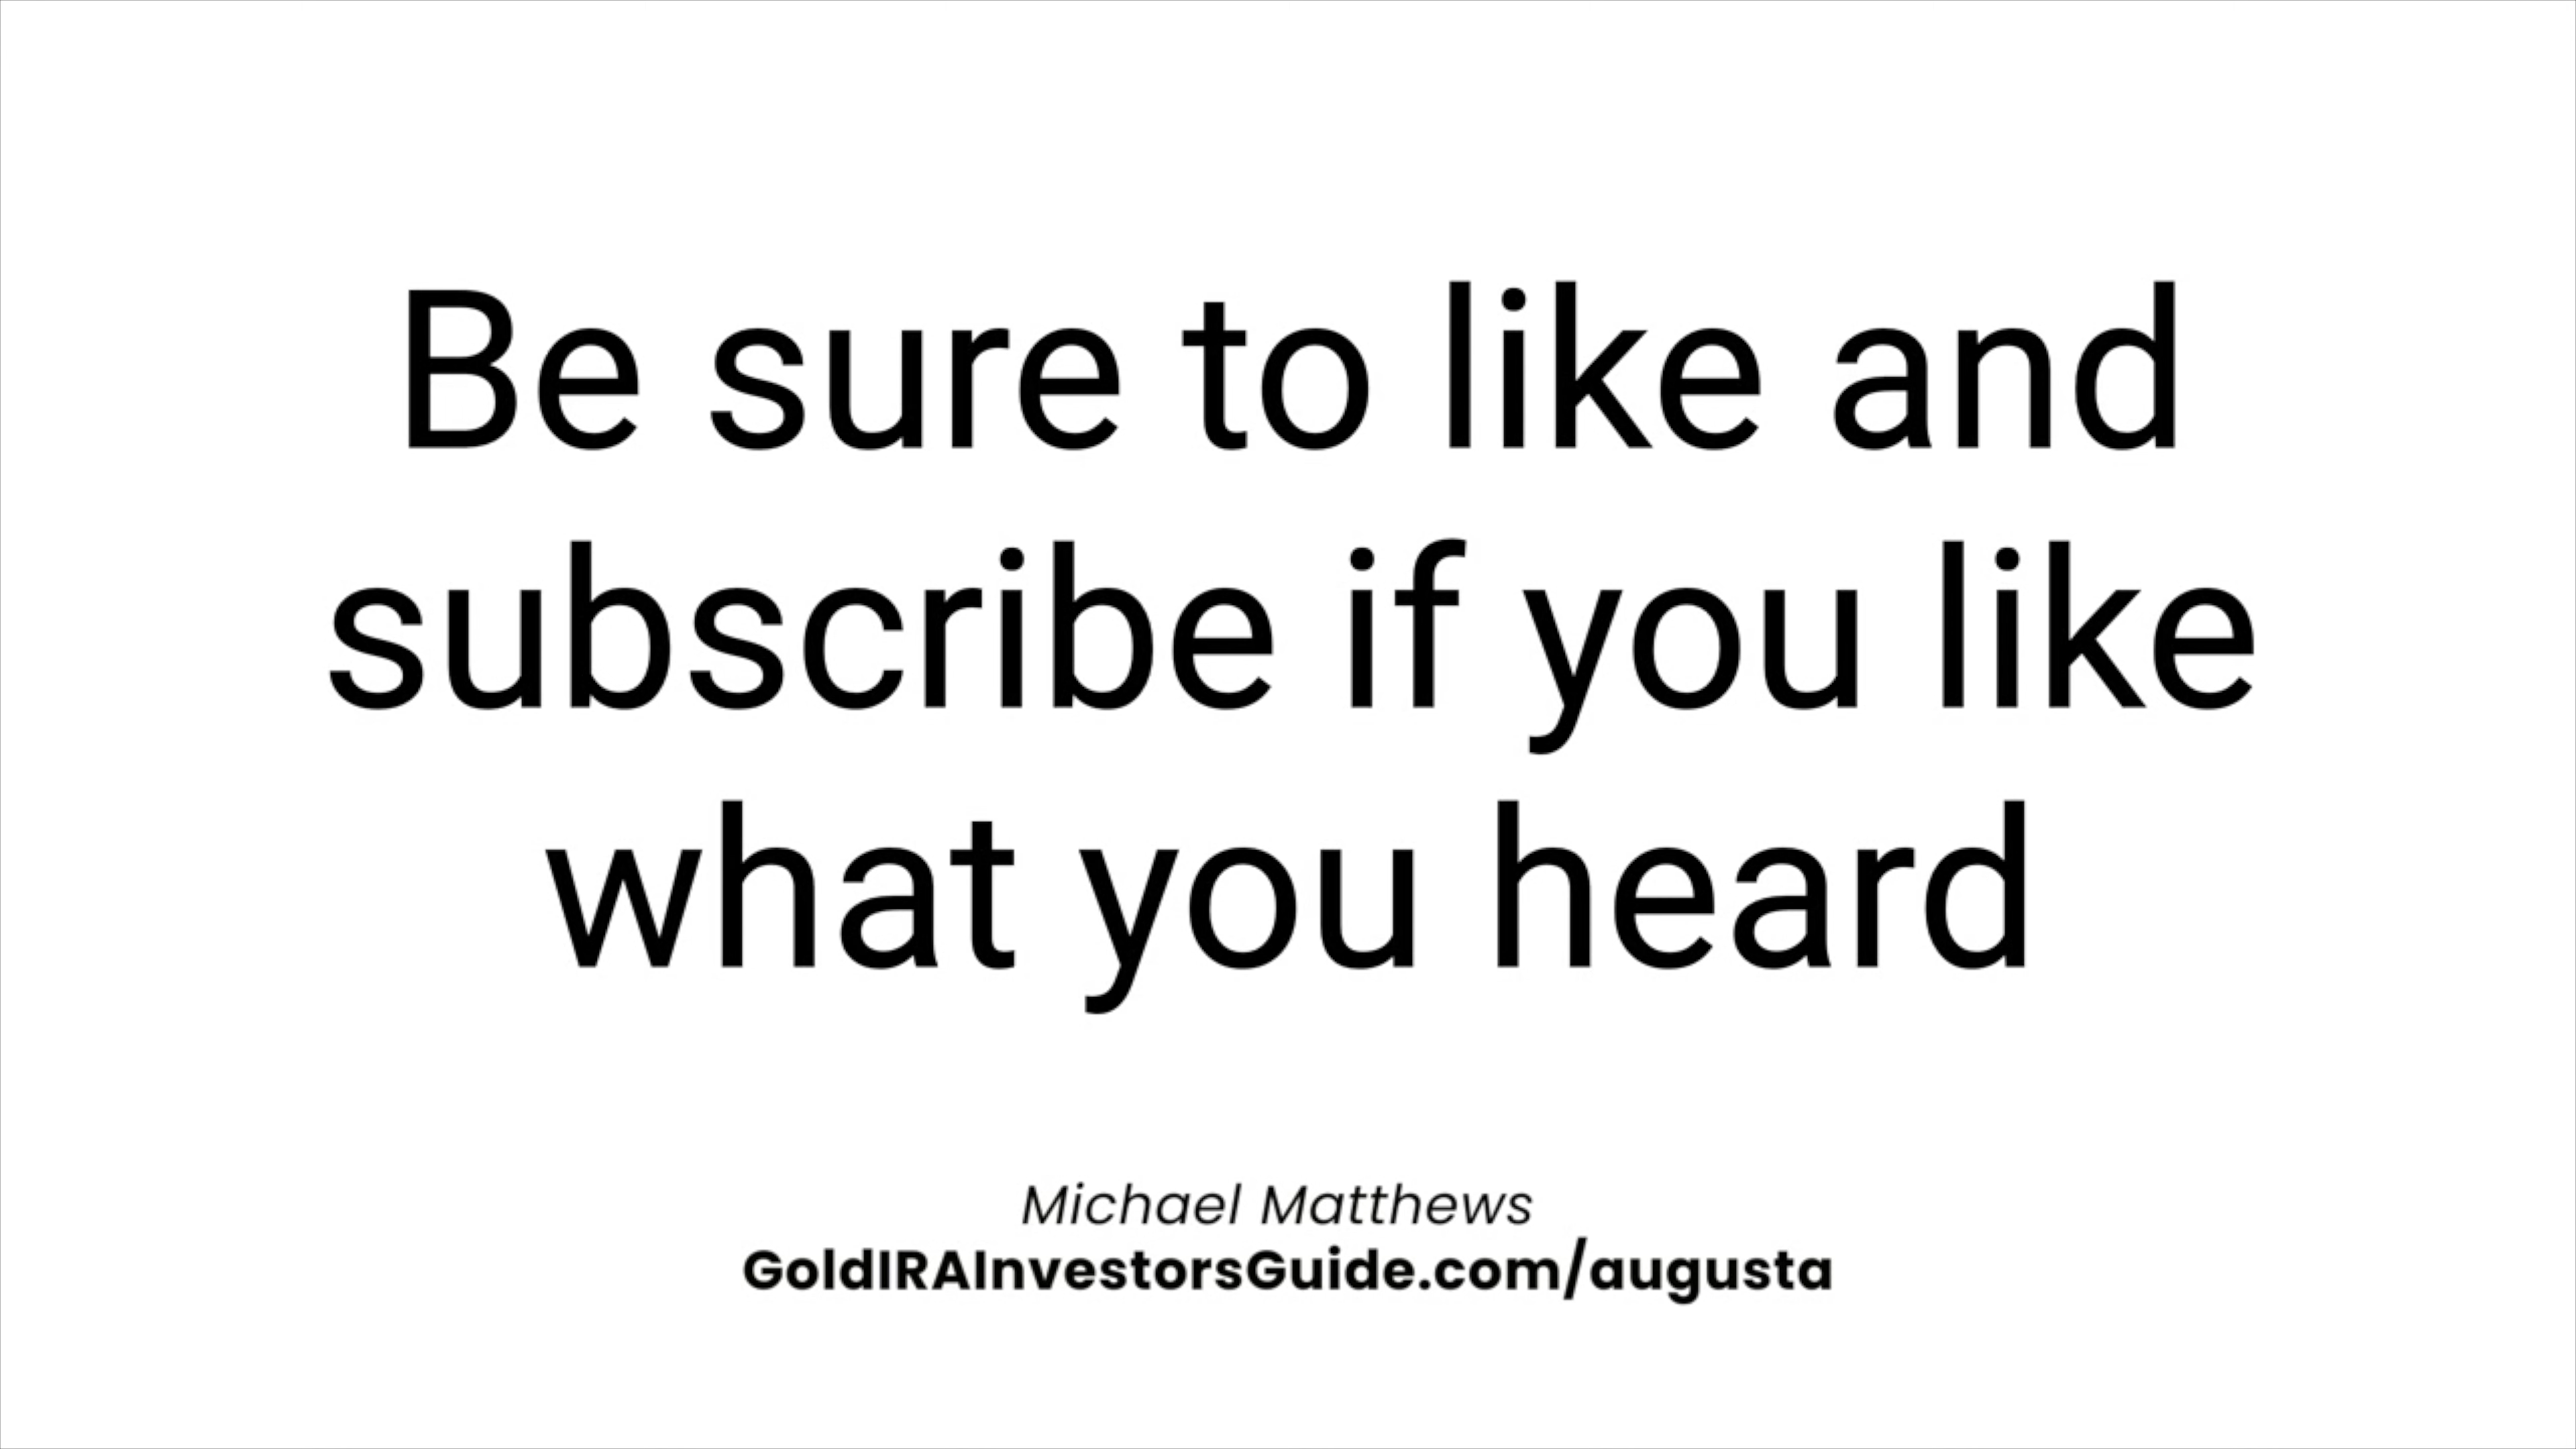 Be sure to like and
subscribe if you like
what you heard
Michael Matthews
GoldIRAInvestorsGuide.com/augusta